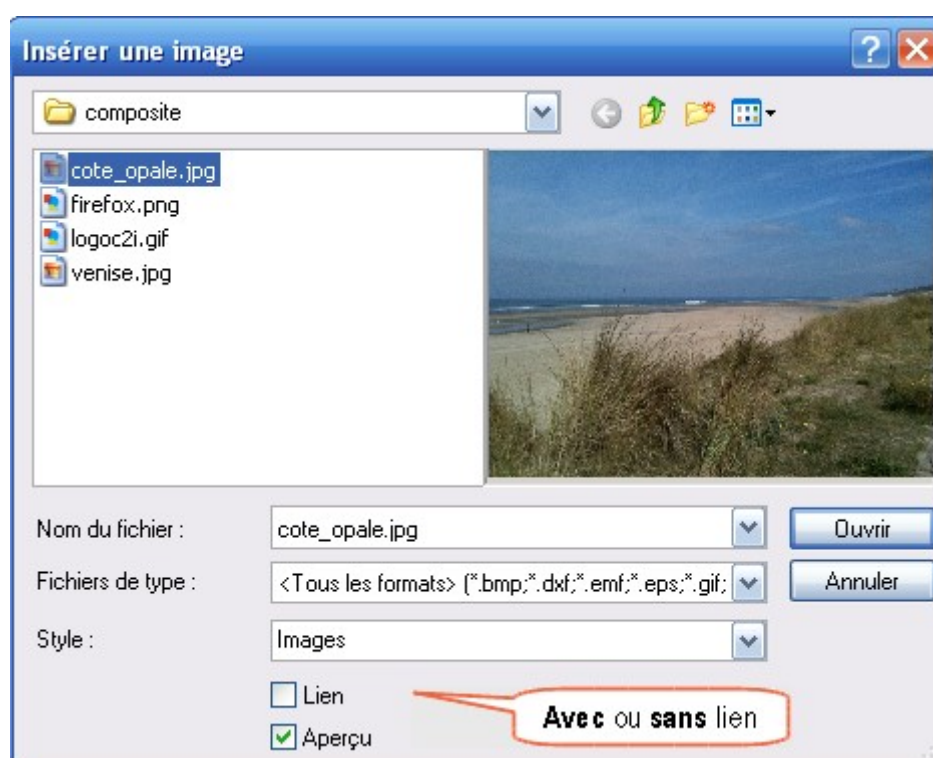 Insérer une image
composite
cote_opale.jpg
firefox.png
logoc2i.gif
venise.jpg
Nom du fichier :
cote_opale.jpg
Ouvrir
Fichiers de type :
<Tous les formats> (*.bmp;*.dxf;*.emf;*.eps;*.gif;
Annuler
Style :
Images
Lien
Avec ou sans lien
Aperçu